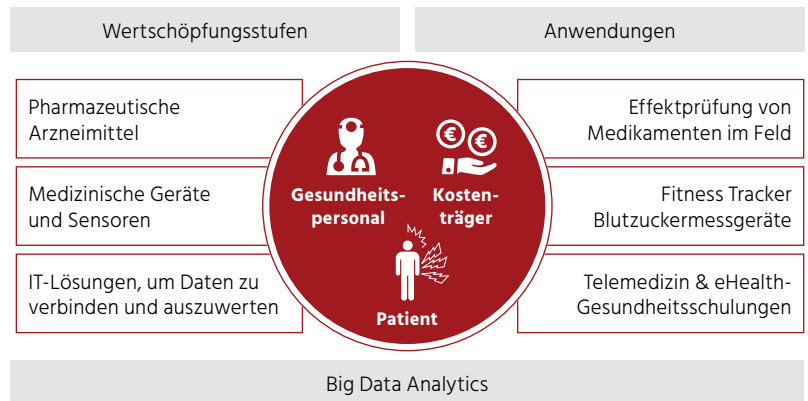 Wertschöpfungsstufen
Anwendungen
Pharmazeutische
Arzneimittel
Medizinische Geräte
und Sensoren
IT-Lösungen, um Daten zu
verbinden und auszuwerten
€ €
Gesundheits-
personal
Kosten-
träger
Patient
Effektprüfung von
Medikamenten im Feld
Fitness Tracker
Blutzuckermessgeräte
Telemedizin & eHealth-
Gesundheitsschulungen
Big Data Analytics